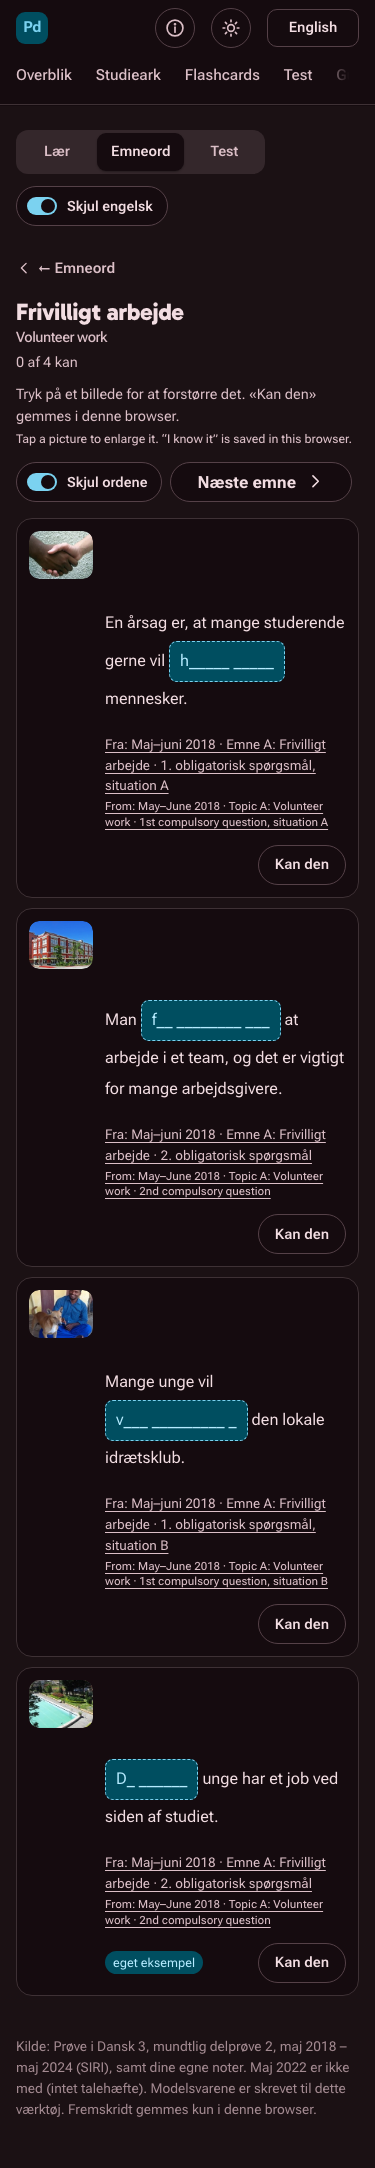 Pd
English
Overblik Studieark Flashcards Test G
Lær Emneord Test
Skjul engelsk
← Emneord
Frivilligt arbejde
Volunteer work
0 af 4 kan
Tryk på et billede for at forstørre det. «Kan den»
gemmes i denne browser.
Tap a picture to enlarge it. “I know it” is saved in this browser.
Skjul ordene
Næste emne
En årsag er, at mange studerende
gerne vil h_____ _____
mennesker.
Fra: Maj–juni 2018 · Emne A: Frivilligt
arbejde · 1. obligatorisk spørgsmål,
situation A
From: May–June 2018 · Topic A: Volunteer
work · 1st compulsory question, situation A
Kan den
Man f__ ________ ___ at
arbejde i et team, og det er vigtigt
for mange arbejdsgivere.
Fra: Maj–juni 2018 · Emne A: Frivilligt
arbejde · 2. obligatorisk spørgsmål
From: May–June 2018 · Topic A: Volunteer
work · 2nd compulsory question
Kan den
Mange unge vil
v___ _________ _ den lokale
idrætsklub.
Fra: Maj–juni 2018 · Emne A: Frivilligt
arbejde · 1. obligatorisk spørgsmål,
situation B
From: May–June 2018 · Topic A: Volunteer
work · 1st compulsory question, situation B
Kan den
D_ ______ unge har et job ved
siden af studiet.
Fra: Maj–juni 2018 · Emne A: Frivilligt
arbejde · 2. obligatorisk spørgsmål
From: May–June 2018 · Topic A: Volunteer
work · 2nd compulsory question
eget eksempel
Kan den
Kilde: Prøve i Dansk 3, mundtlig delprøve 2, maj 2018 –
maj 2024 (SIRI), samt dine egne noter. Maj 2022 er ikke
med (intet talehæfte). Modelsvarene er skrevet til dette
værktøj. Fremskridt gemmes kun i denne browser.